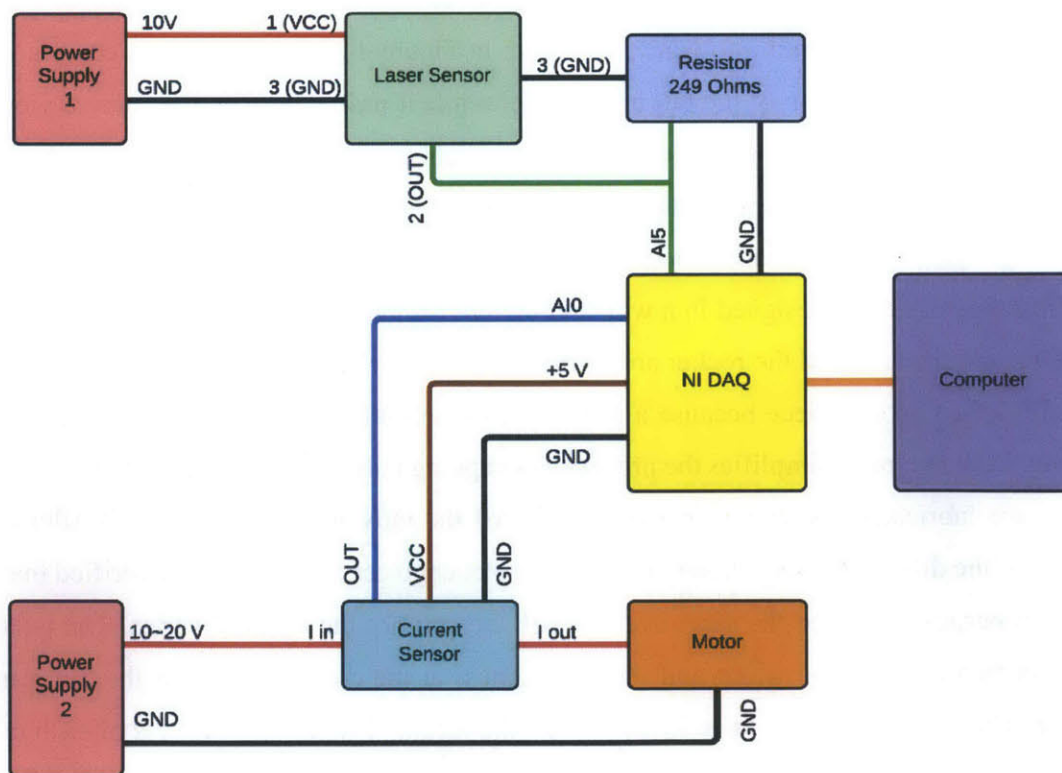 Power
Supply
1
10V
1 (VCC)
GND
3 (GND)
Laser Sensor
3 (GND)
Resistor
249 Ohms
2 (OUT)
AI5
GND
AI0
+5 V
GND
NI DAQ
Computer
OUT
VCC
GND
Power
Supply
2
10~20 V
I in
Current
Sensor
I out
Motor
GND
GND